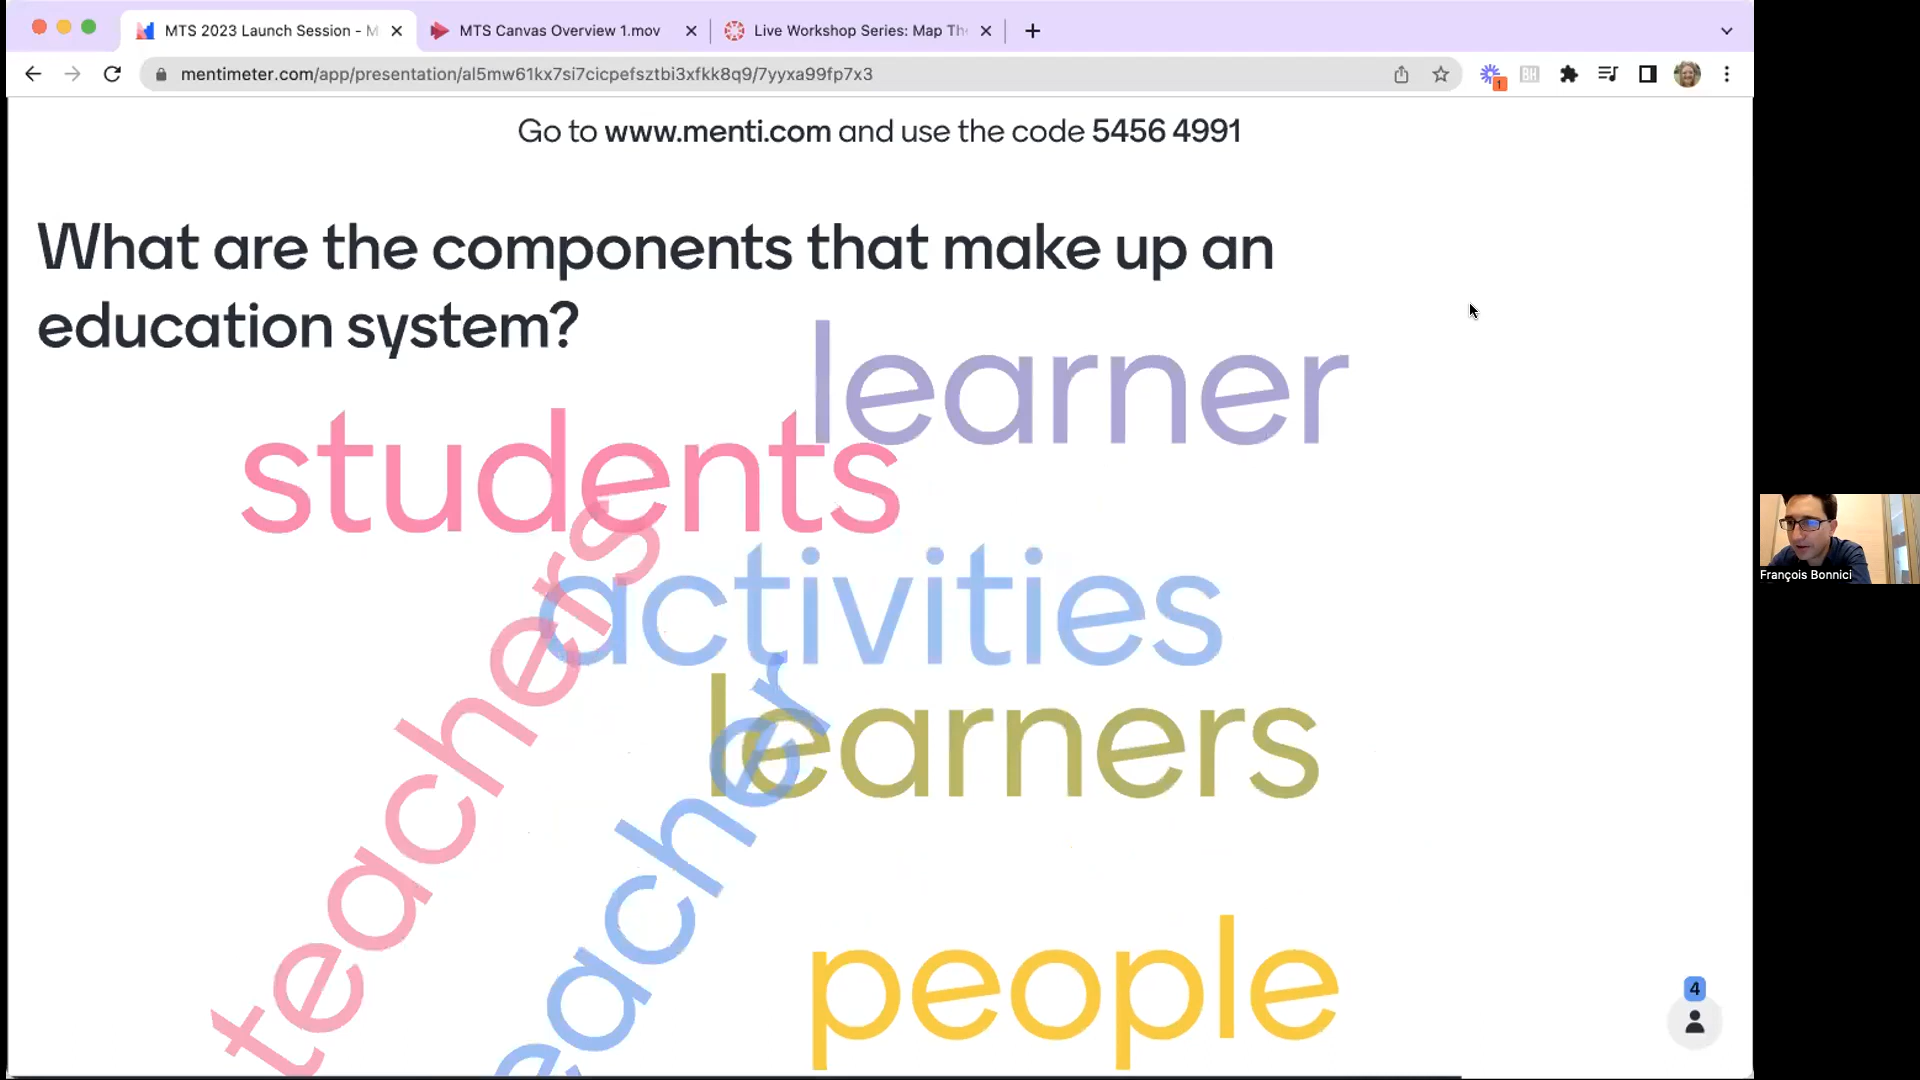 MTS 2023 Launch Session - M
MTS Canvas Overview 1.mov
Live Workshop Series: Map Th
mentimeter.com/app/presentation/al5mw61kx7si7cicpefsztbi3xfkk8q9/7yyxa99fp7x3
1
BH
Go to www.menti.com and use the code 5456 4991
What are the components that make up an
education system?
learner
students
activities
teachers
learners
teacher
people
4
François Bonnici